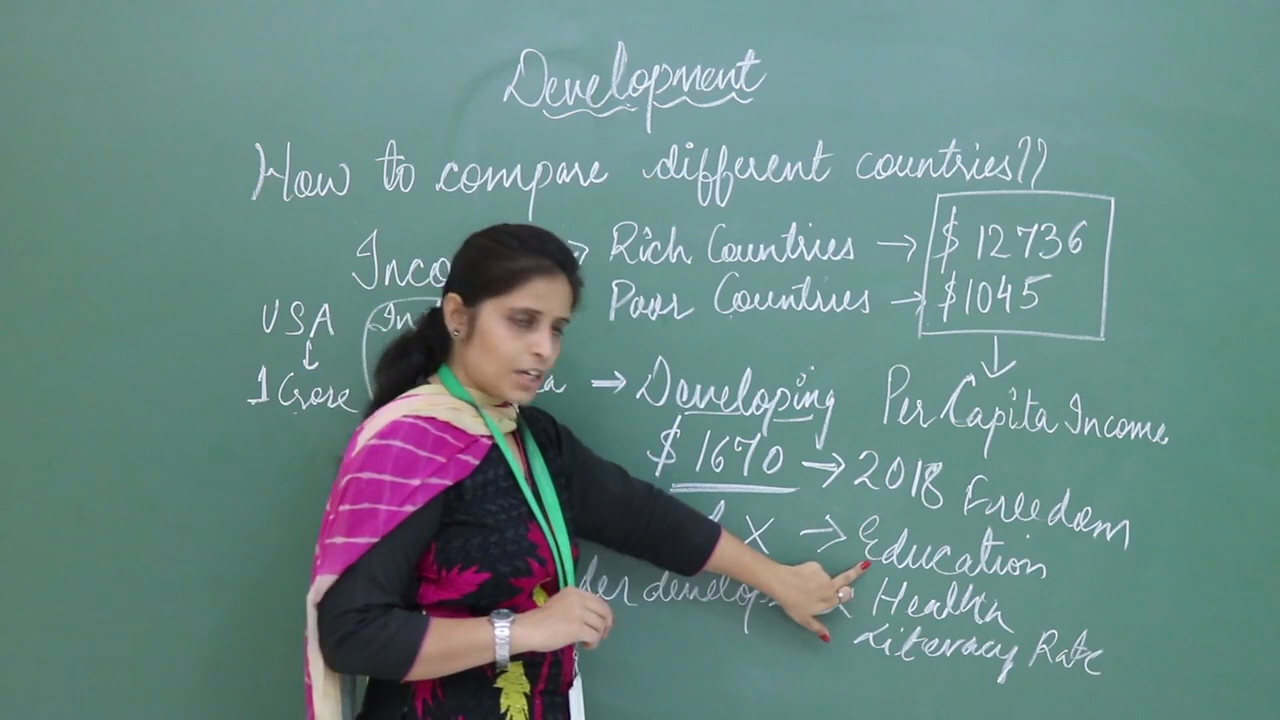 Development
How to compare different countries??
Rich Countries → $ 12736
Poor Countries → $1045
USA
↓
1 Crore
→ Developing
Per Capita Income
$ 1670 → 2018
Freedom
X → Education
Health
Literacy Rate